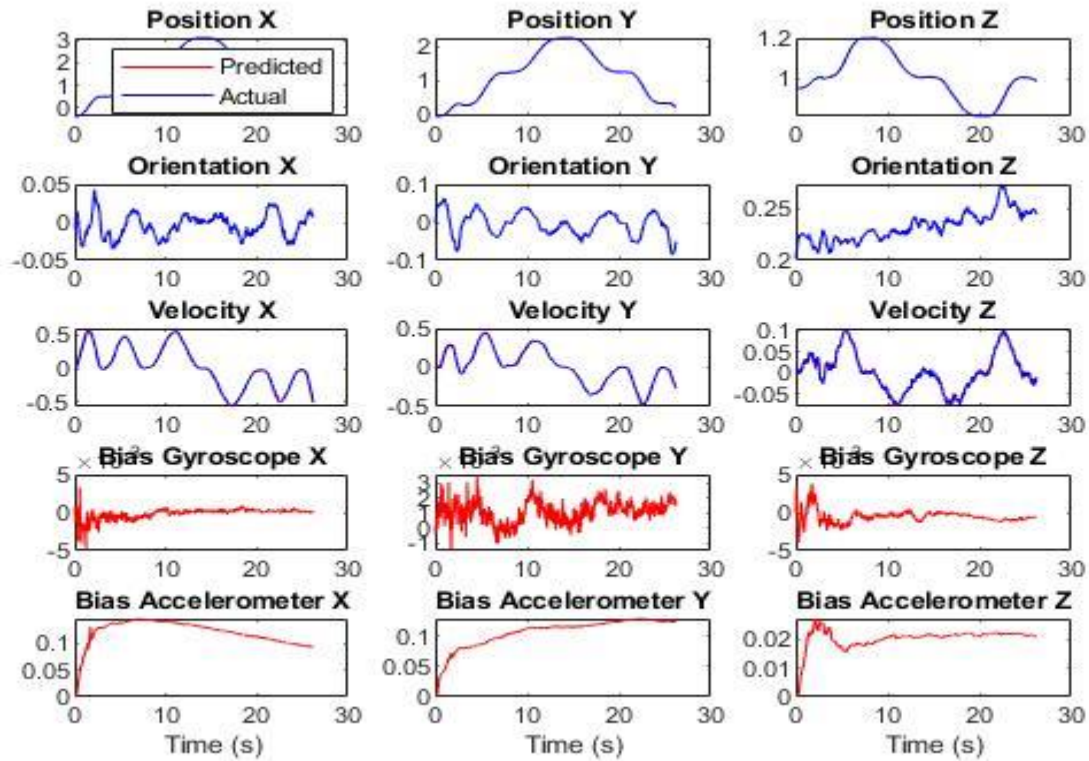 Position X Position Y Position Z
3 2 1.2
2
1 1 1
0 0
Predicted
Actual
0 10 20 30 0 10 20 30 0 10 20 30
Orientation X Orientation Y Orientation Z
0.05 0.1
0 0 0.25
-0.05 -0.1 0.2
0 10 20 30 0 10 20 30 0 10 20 30
Velocity X Velocity Y Velocity Z
0.5 0.5 0.1
0.05
0 0 0
-0.05
-0.5 -0.5
0 10 20 30 0 10 20 30 0 10 20 30
Bias Gyroscope X Bias Gyroscope Y Bias Gyroscope Z
5 3 5
0 0 0
-5 -1 -5
0 10 20 30 0 10 20 30 0 10 20 30
Bias Accelerometer X Bias Accelerometer Y Bias Accelerometer Z
0.1 0.1 0.02
0.05 0.05 0.01
0 0 0
0 10 20 30 0 10 20 30 0 10 20 30
Time (s) Time (s) Time (s)